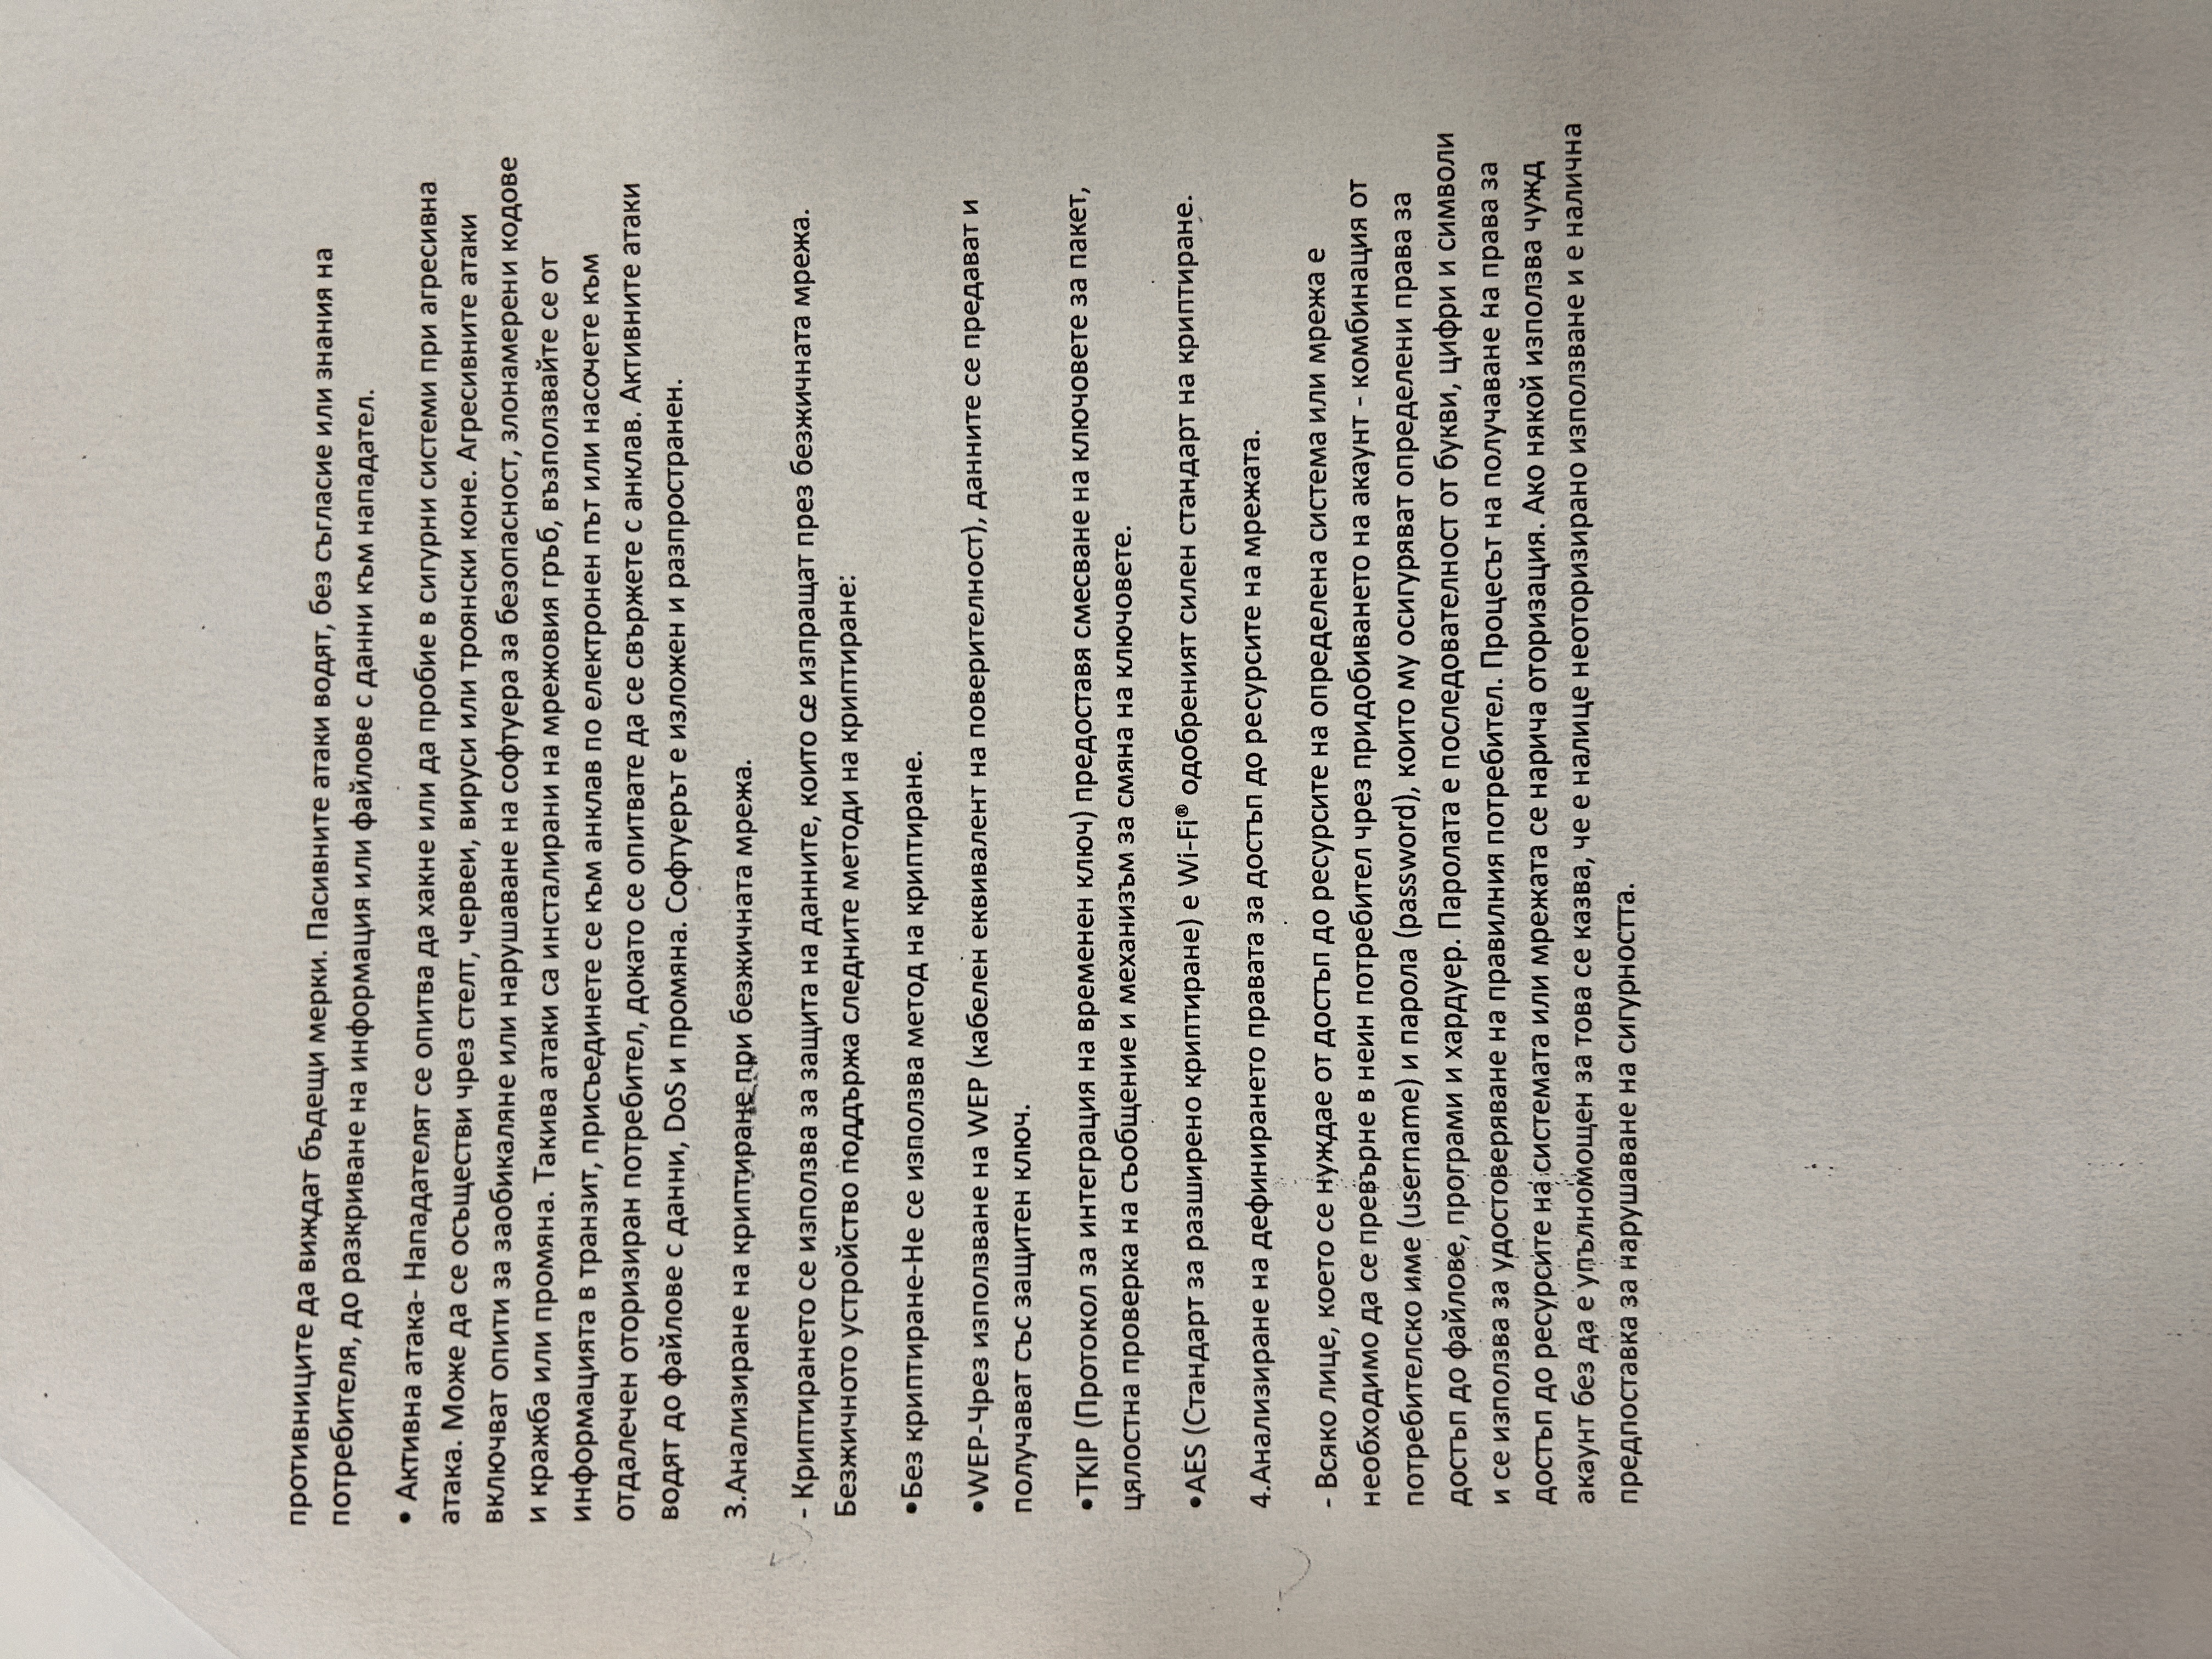 противниците да виждат бъдещи мерки. Пасивните атаки водят, без съгласие или знания на
потребителя, до разкриване на информация или файлове с данни към нападател.
• Активна атака- Нападателят се опитва да хакне или да пробие в сигурни системи при агресивна
атака. Може да се осъществи чрез стелт, червеи, вируси или троянски коне. Агресивните атаки
включват опити за заобикаляне или нарушаване на софтуера за безопасност, злонамерени кодове
и кражба или промяна. Такива атаки са инсталирани на мрежовия гръб, възползвайте се от
информацията в транзит, присъединете се към анклав по електронен път или насочете към
отдалечен оторизиран потребител, докато се опитвате да се свържете с анклав. Активните атаки
водят до файлове с данни, DoS и промяна. Софтуерът е изложен и разпространен.
3.Анализиране на криптиране при безжичната мрежа.
- Криптирането се използва за защита на данните, които се изпращат през безжичната мрежа.
Безжичното устройство поддържа следните методи на криптиране:
•Без криптиране-Не се използва метод на криптиране.
•WEP-Чрез използване на WEP (кабелен еквивалент на поверителност), данните се предават и
получават със защитен ключ.
•TKIP (Протокол за интеграция на временен ключ) предоставя смесване на ключовете за пакет,
цялостна проверка на съобщение и механизъм за смяна на ключовете.
•AES (Стандарт за разширено криптиране) е Wi-Fi® одобреният силен стандарт на криптиране.
4.Анализиране на дефинирането правата за достъп до ресурсите на мрежата.
- Всяко лице, което се нуждае от достъп до ресурсите на определена система или мрежа е
необходимо да се превърне в неин потребител чрез придобиването на акаунт - комбинация от
потребителско име (username) и парола (password), които му осигуряват определени права за
достъп до файлове, програми и хардуер. Паролата е последователност от букви, цифри и символи
и се използва за удостоверяване на правилния потребител. Процесът на получаване на права за
достъп до ресурсите на системата или мрежата се нарича оторизация. Ако някой използва чужд
акаунт без да е упълномощен за това се казва, че е налице неоторизирано използване и е налична
предпоставка за нарушаване на сигурността.